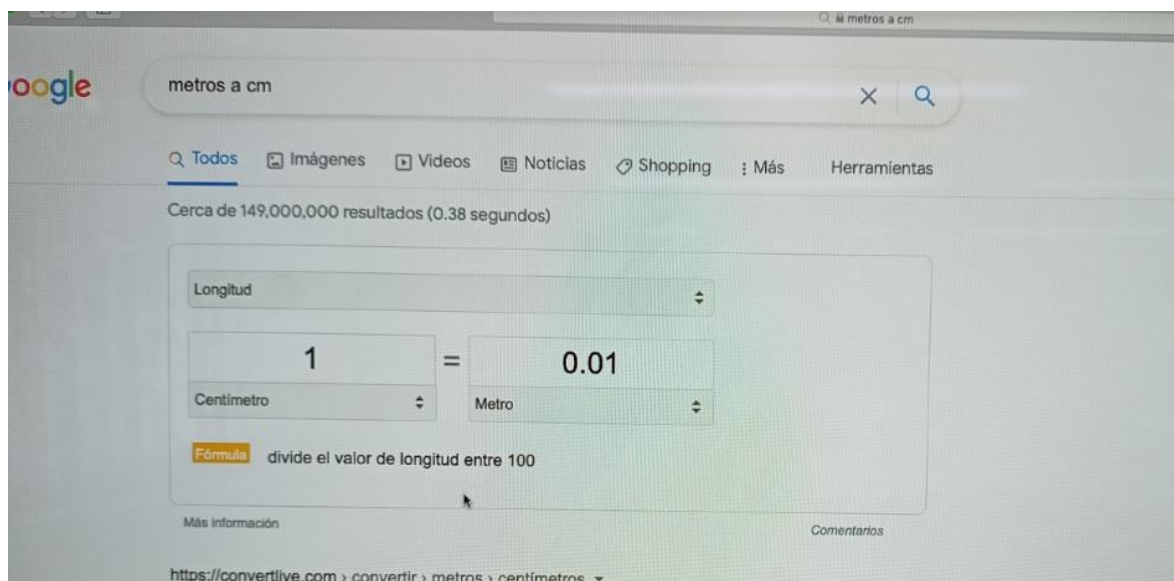 metros a cm
oogle
metros a cm
Todos Imágenes Videos Noticias Shopping Más Herramientas
Cerca de 149,000,000 resultados (0.38 segundos)
Longitud
1 = 0.01
Centímetro Metro
Fórmula divide el valor de longitud entre 100
Más información Comentarios
https://convertlive.com › convertir › metros › centímetros